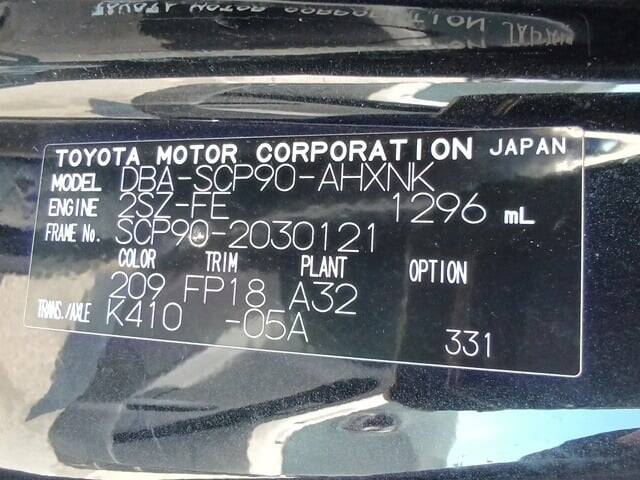 TOYOTA MOTOR CORPORATION JAPAN
MODEL DBA-SCP90-AHXNK
ENGINE 2SZ-FE 1296 mL
FRAME No. SCP90-2030121
COLOR TRIM PLANT OPTION
209 FP18 A32
TRANS./AXLE K410 -05A
331